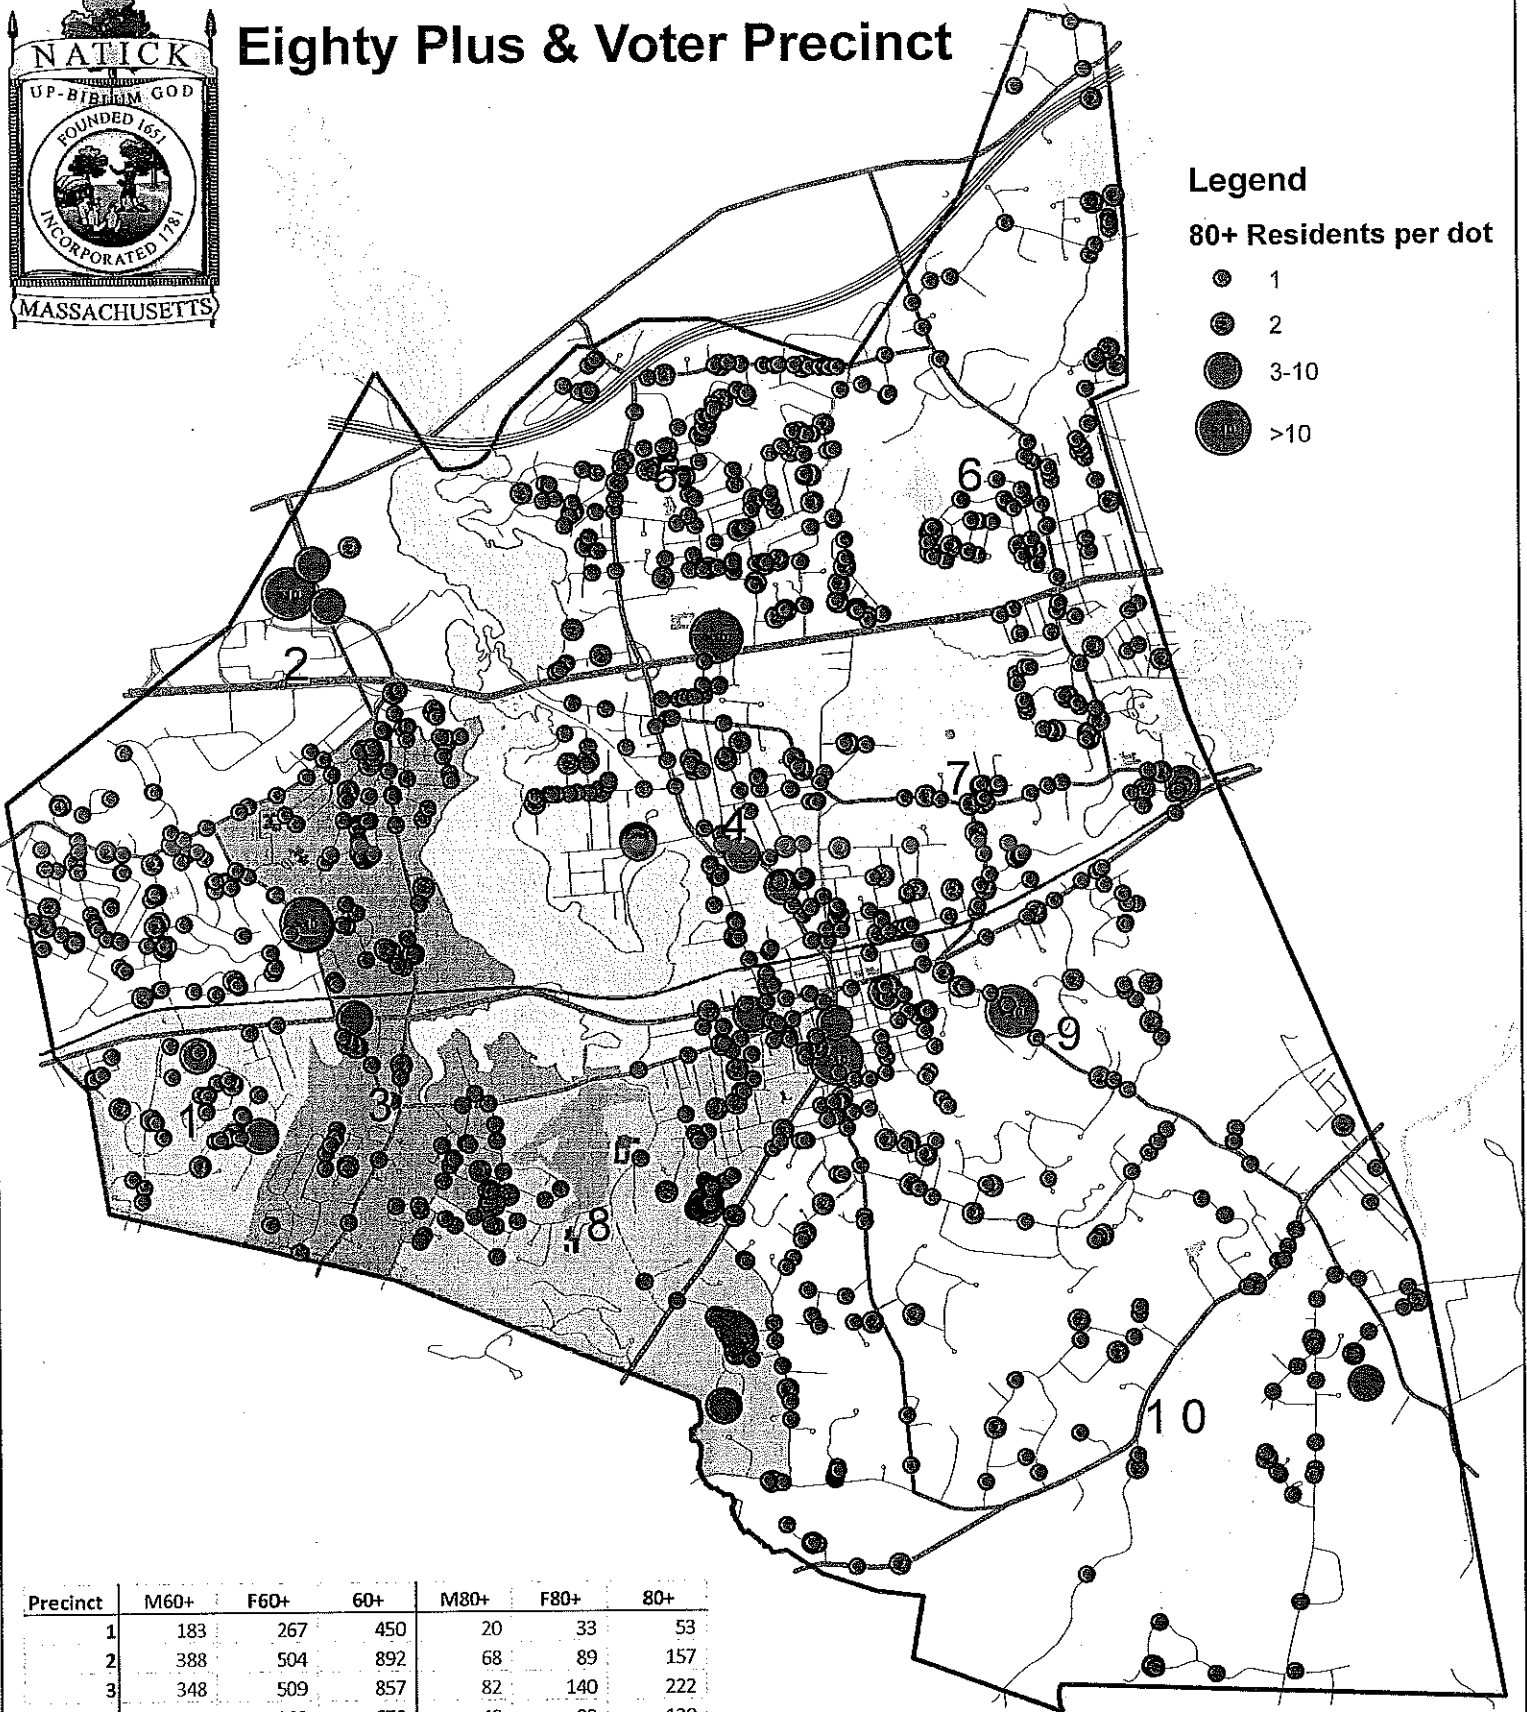 NATICK
UP-BIBLUM GOD
FOUNDED 1651
INCORPORATED 1781
MASSACHUSETTS
Eighty Plus & Voter Precinct
Legend
80+ Residents per dot
1
2
3-10
>10
5
6
2
7
4
9
3
1
8
10
Precinct M60+ F60+ 60+ M80+ F80+ 80+
1 183 267 450 20 33 53
2 388 504 892 68 89 157
3 348 509 857 82 140 222